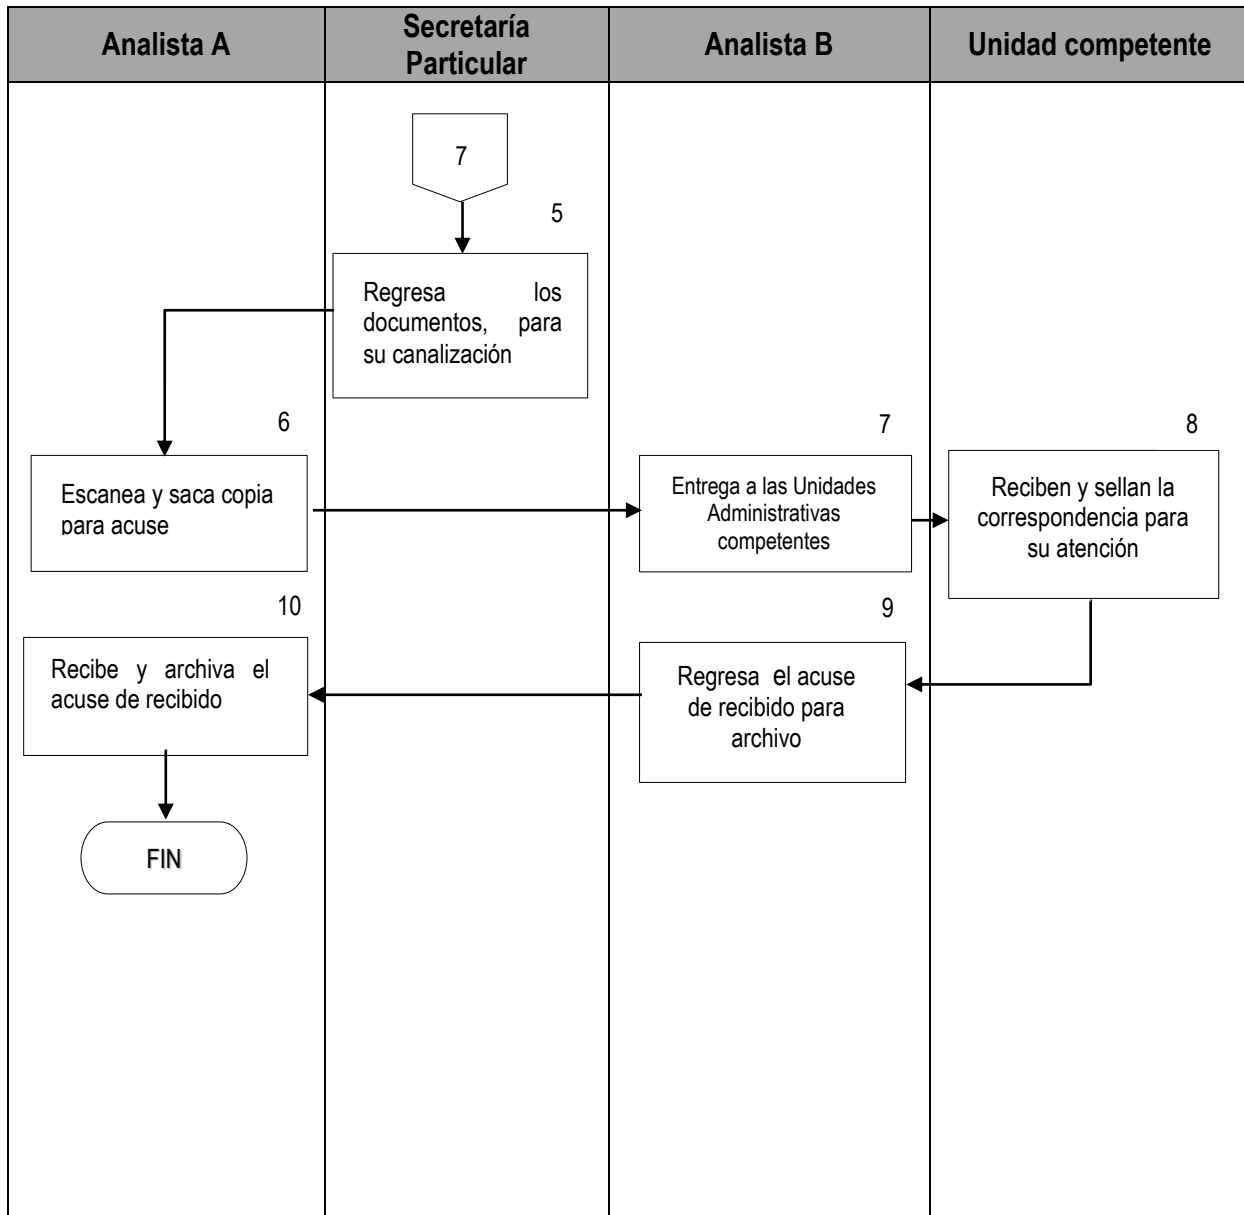 Analista A
Secretaría
Particular
Analista B
Unidad competente
7
5
Regresa los
documentos, para
su canalización
6
Escanea y saca copia
para acuse
7
Entrega a las Unidades
Administrativas
competentes
8
Reciben y sellan la
correspondencia para
su atención
9
Regresa el acuse
de recibido para
archivo
10
Recibe y archiva el
acuse de recibido
FIN